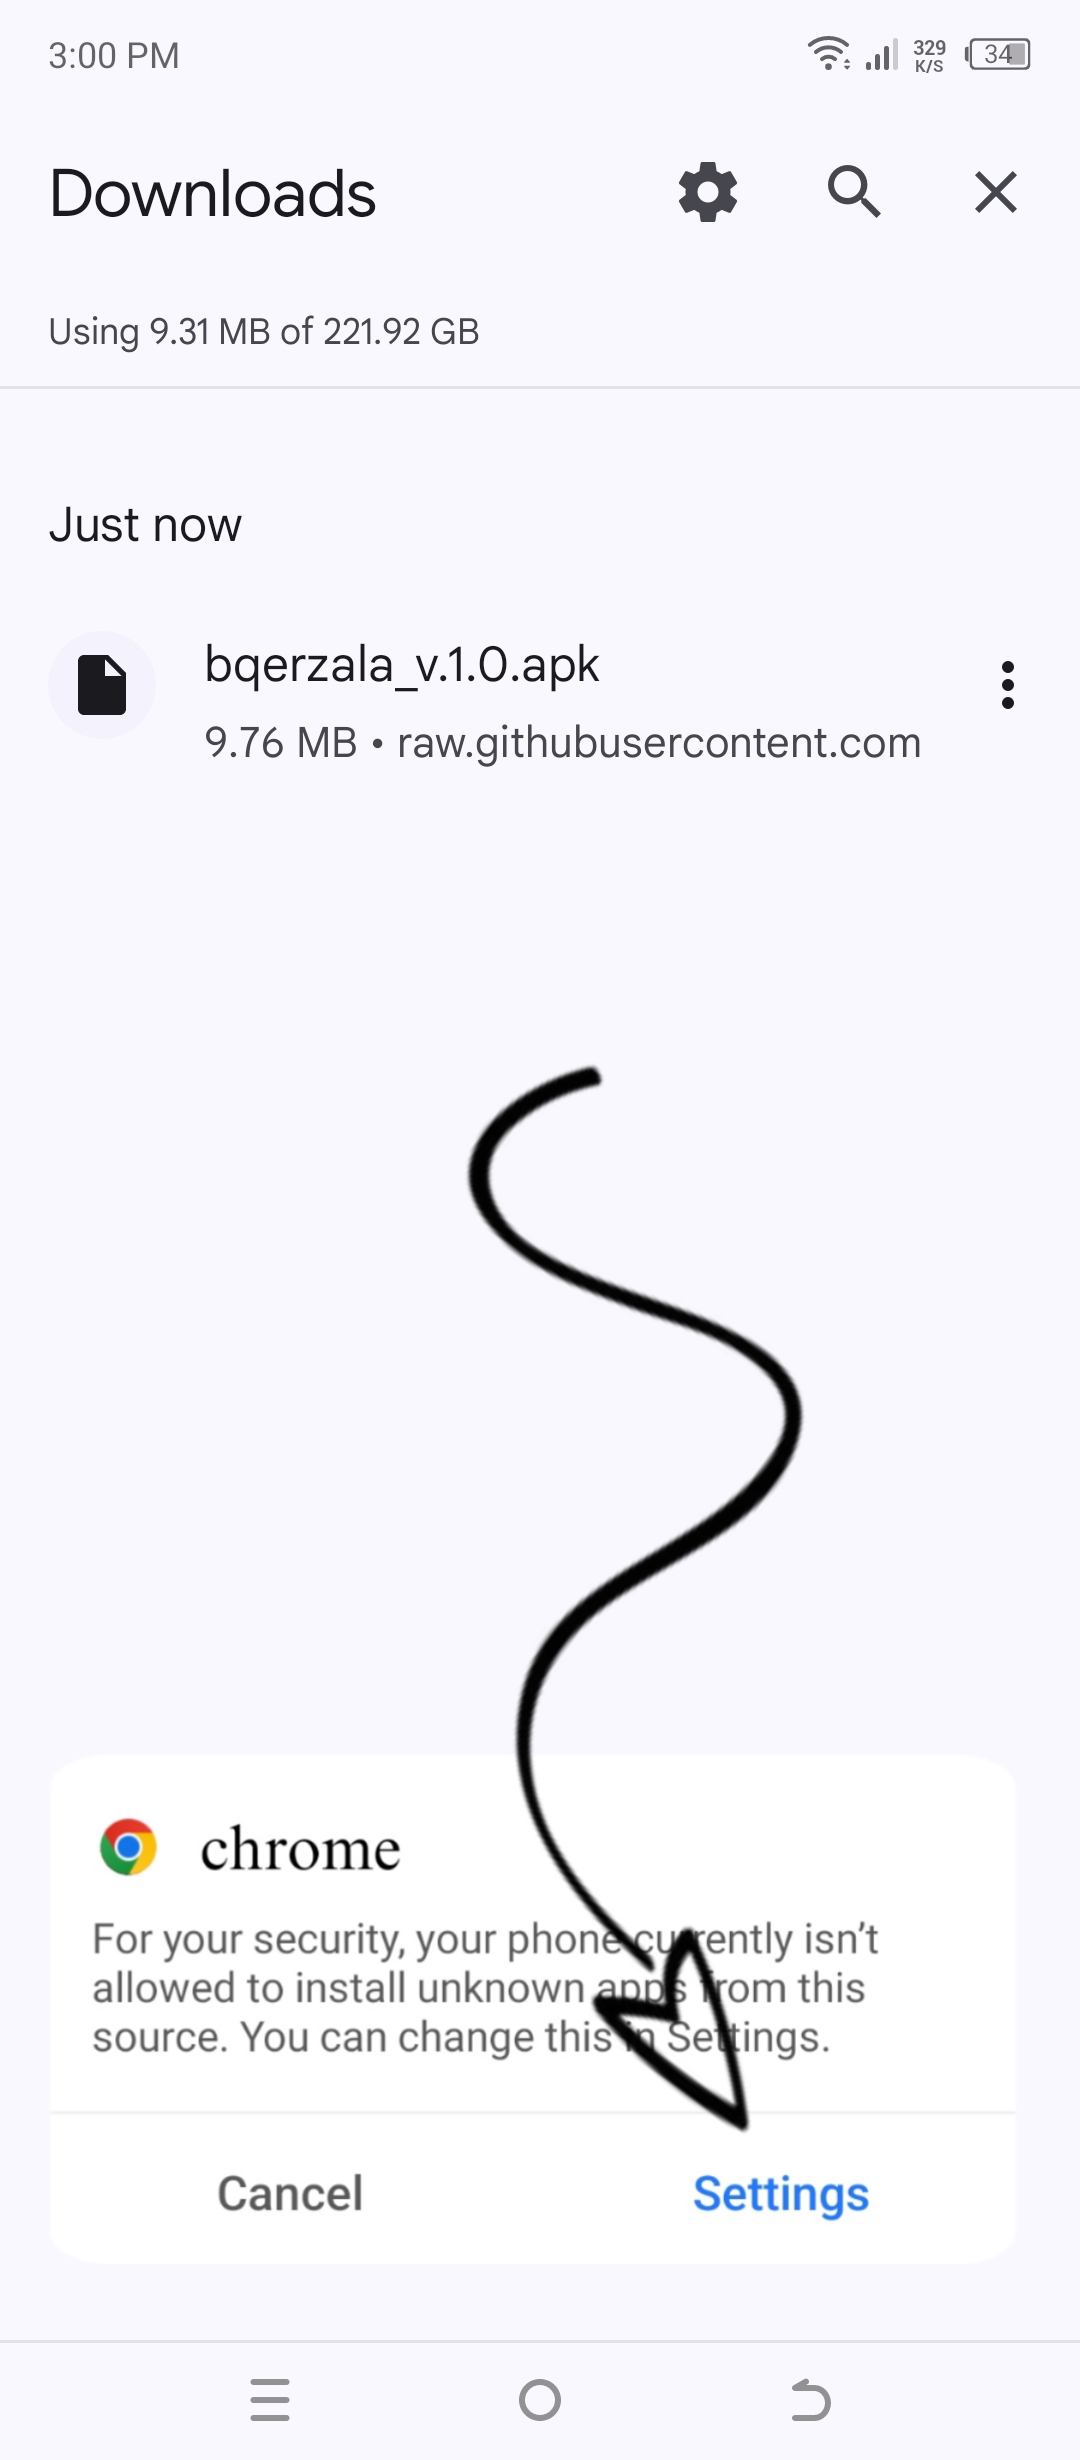 3:00 PM
329
K/S
34
Downloads
Using 9.31 MB of 221.92 GB
Just now
bqerzala_v.1.0.apk
9.76 MB • raw.githubusercontent.com
chrome
For your security, your phone currently isn’t
allowed to install unknown apps from this
source. You can change this in Settings.
Cancel
Settings